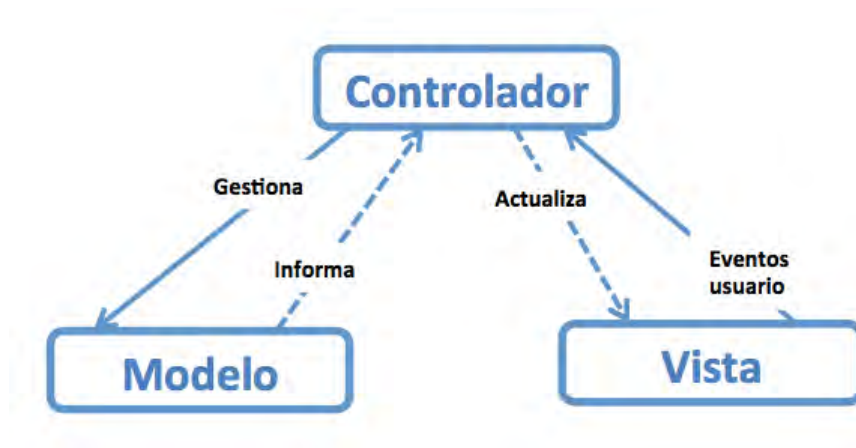 Controlador
Gestiona
Actualiza
Informa
Eventos
usuario
Modelo
Vista